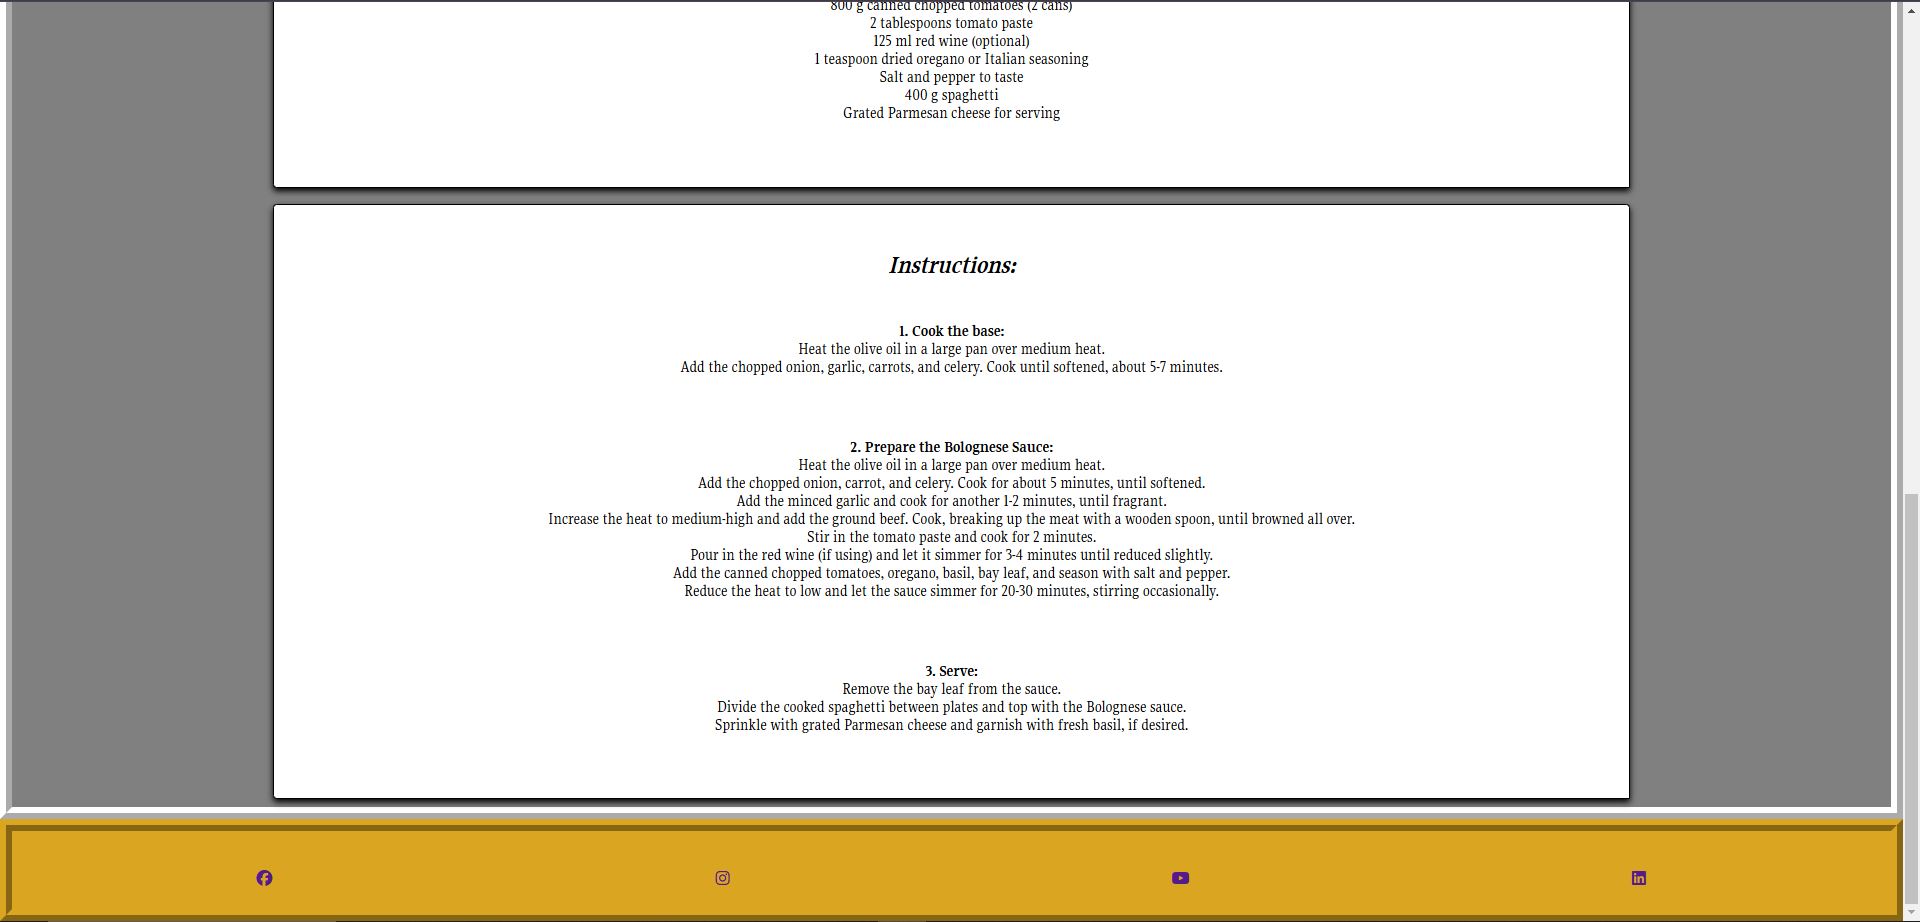 800 g canned chopped tomatoes (2 cans)
2 tablespoons tomato paste
125 ml red wine (optional)
1 teaspoon dried oregano or Italian seasoning
Salt and pepper to taste
400 g spaghetti
Grated Parmesan cheese for serving
Instructions:
1. Cook the base:
Heat the olive oil in a large pan over medium heat.
Add the chopped onion, garlic, carrots, and celery. Cook until softened, about 5-7 minutes.
2. Prepare the Bolognese Sauce:
Heat the olive oil in a large pan over medium heat.
Add the chopped onion, carrot, and celery. Cook for about 5 minutes, until softened.
Add the minced garlic and cook for another 1-2 minutes, until fragrant.
Increase the heat to medium-high and add the ground beef. Cook, breaking up the meat with a wooden spoon, until browned all over.
Stir in the tomato paste and cook for 2 minutes.
Pour in the red wine (if using) and let it simmer for 3-4 minutes until reduced slightly.
Add the canned chopped tomatoes, oregano, basil, bay leaf, and season with salt and pepper.
Reduce the heat to low and let the sauce simmer for 20-30 minutes, stirring occasionally.
3. Serve:
Remove the bay leaf from the sauce.
Divide the cooked spaghetti between plates and top with the Bolognese sauce.
Sprinkle with grated Parmesan cheese and garnish with fresh basil, if desired.